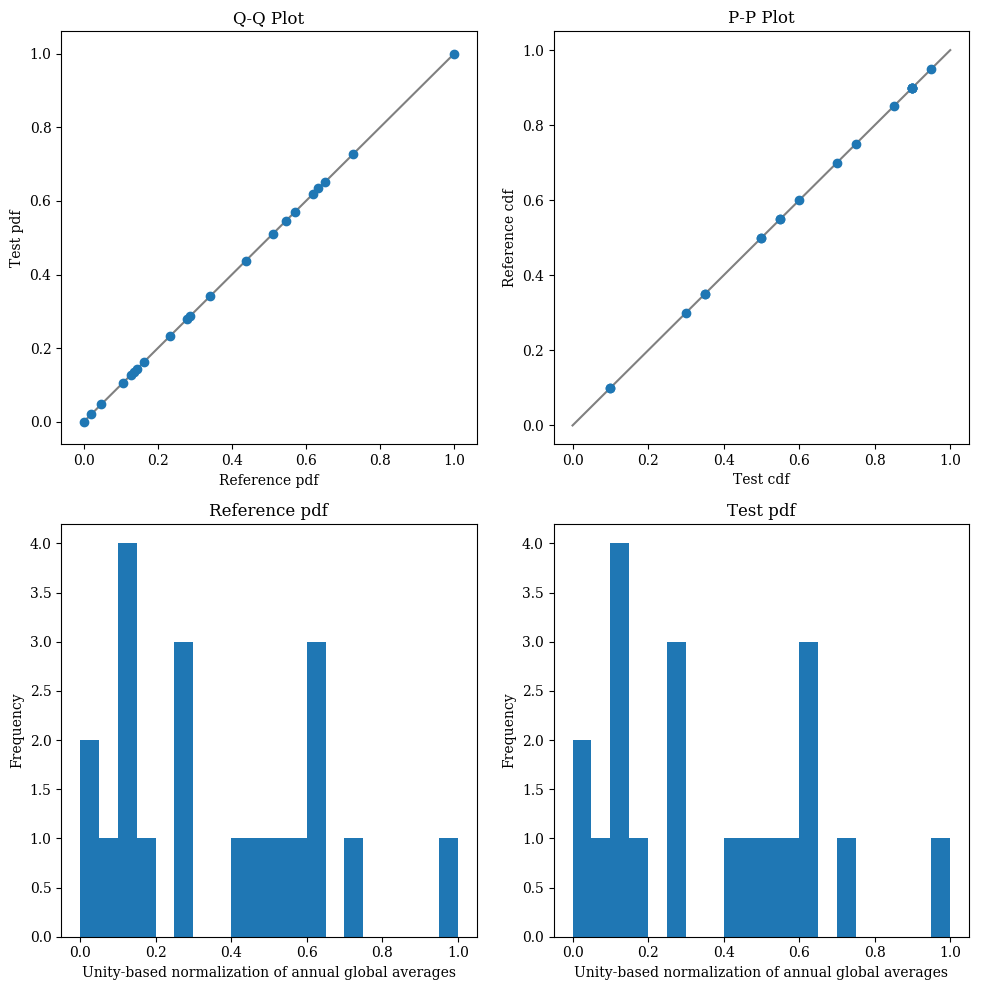 Q-Q Plot
1.0
0.8
0.6
0.4
0.2
0.0
Test pdf
0.0 0.2 0.4 0.6 0.8 1.0
Reference pdf
P-P Plot
1.0
0.8
0.6
0.4
0.2
0.0
Reference cdf
0.0 0.2 0.4 0.6 0.8 1.0
Test cdf
Reference pdf
4.0
3.5
3.0
2.5
2.0
1.5
1.0
0.5
0.0
Frequency
0.0 0.2 0.4 0.6 0.8 1.0
Unity-based normalization of annual global averages
Test pdf
4.0
3.5
3.0
2.5
2.0
1.5
1.0
0.5
0.0
Frequency
0.0 0.2 0.4 0.6 0.8 1.0
Unity-based normalization of annual global averages